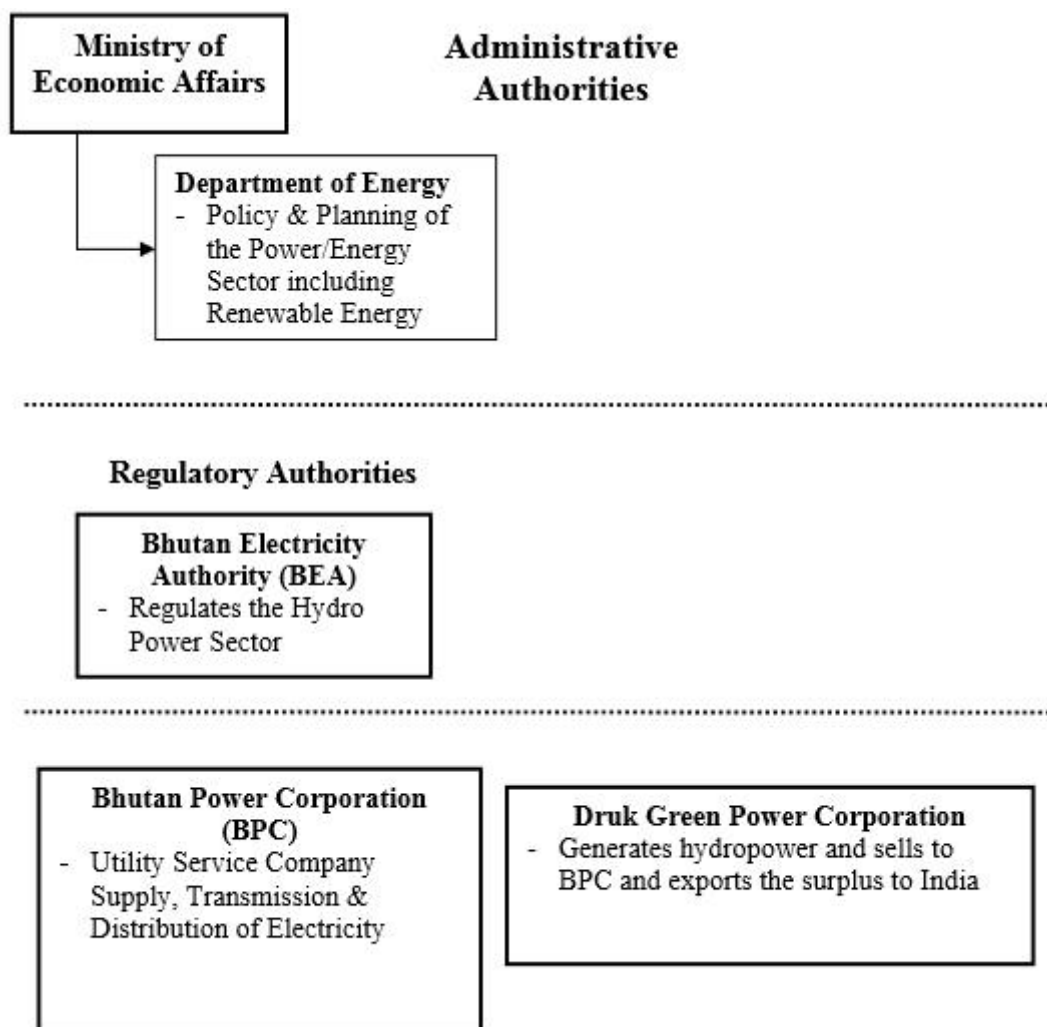 Ministry of
Economic Affairs
Administrative
Authorities
Department of Energy
- Policy & Planning of
the Power/Energy
Sector including
Renewable Energy
Regulatory Authorities
Bhutan Electricity
Authority (BEA)
- Regulates the Hydro
Power Sector
Bhutan Power Corporation
(BPC)
- Utility Service Company
Supply, Transmission &
Distribution of Electricity
Druk Green Power Corporation
- Generates hydropower and sells to
BPC and exports the surplus to India